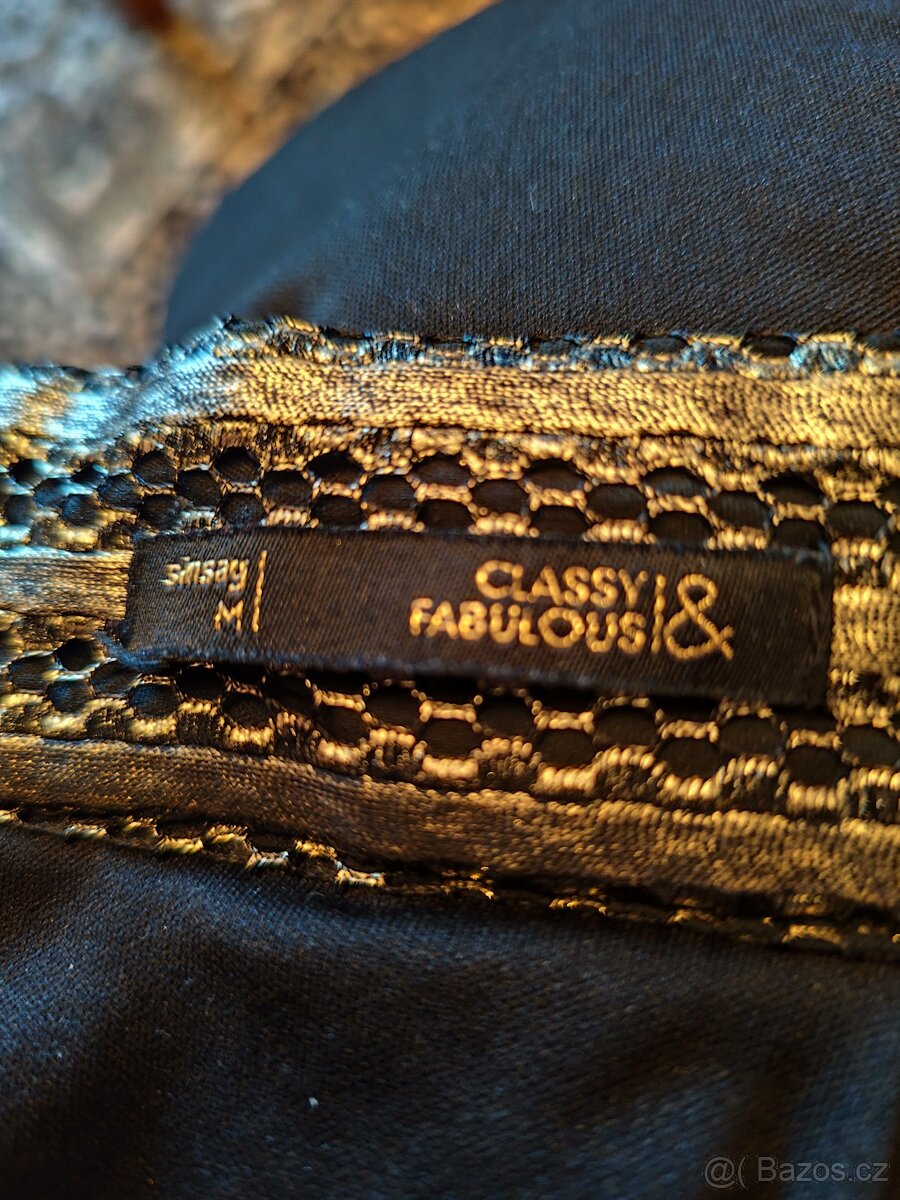 sinsay
M
CLASSY
FABULOUS
&
@( Bazos.cz